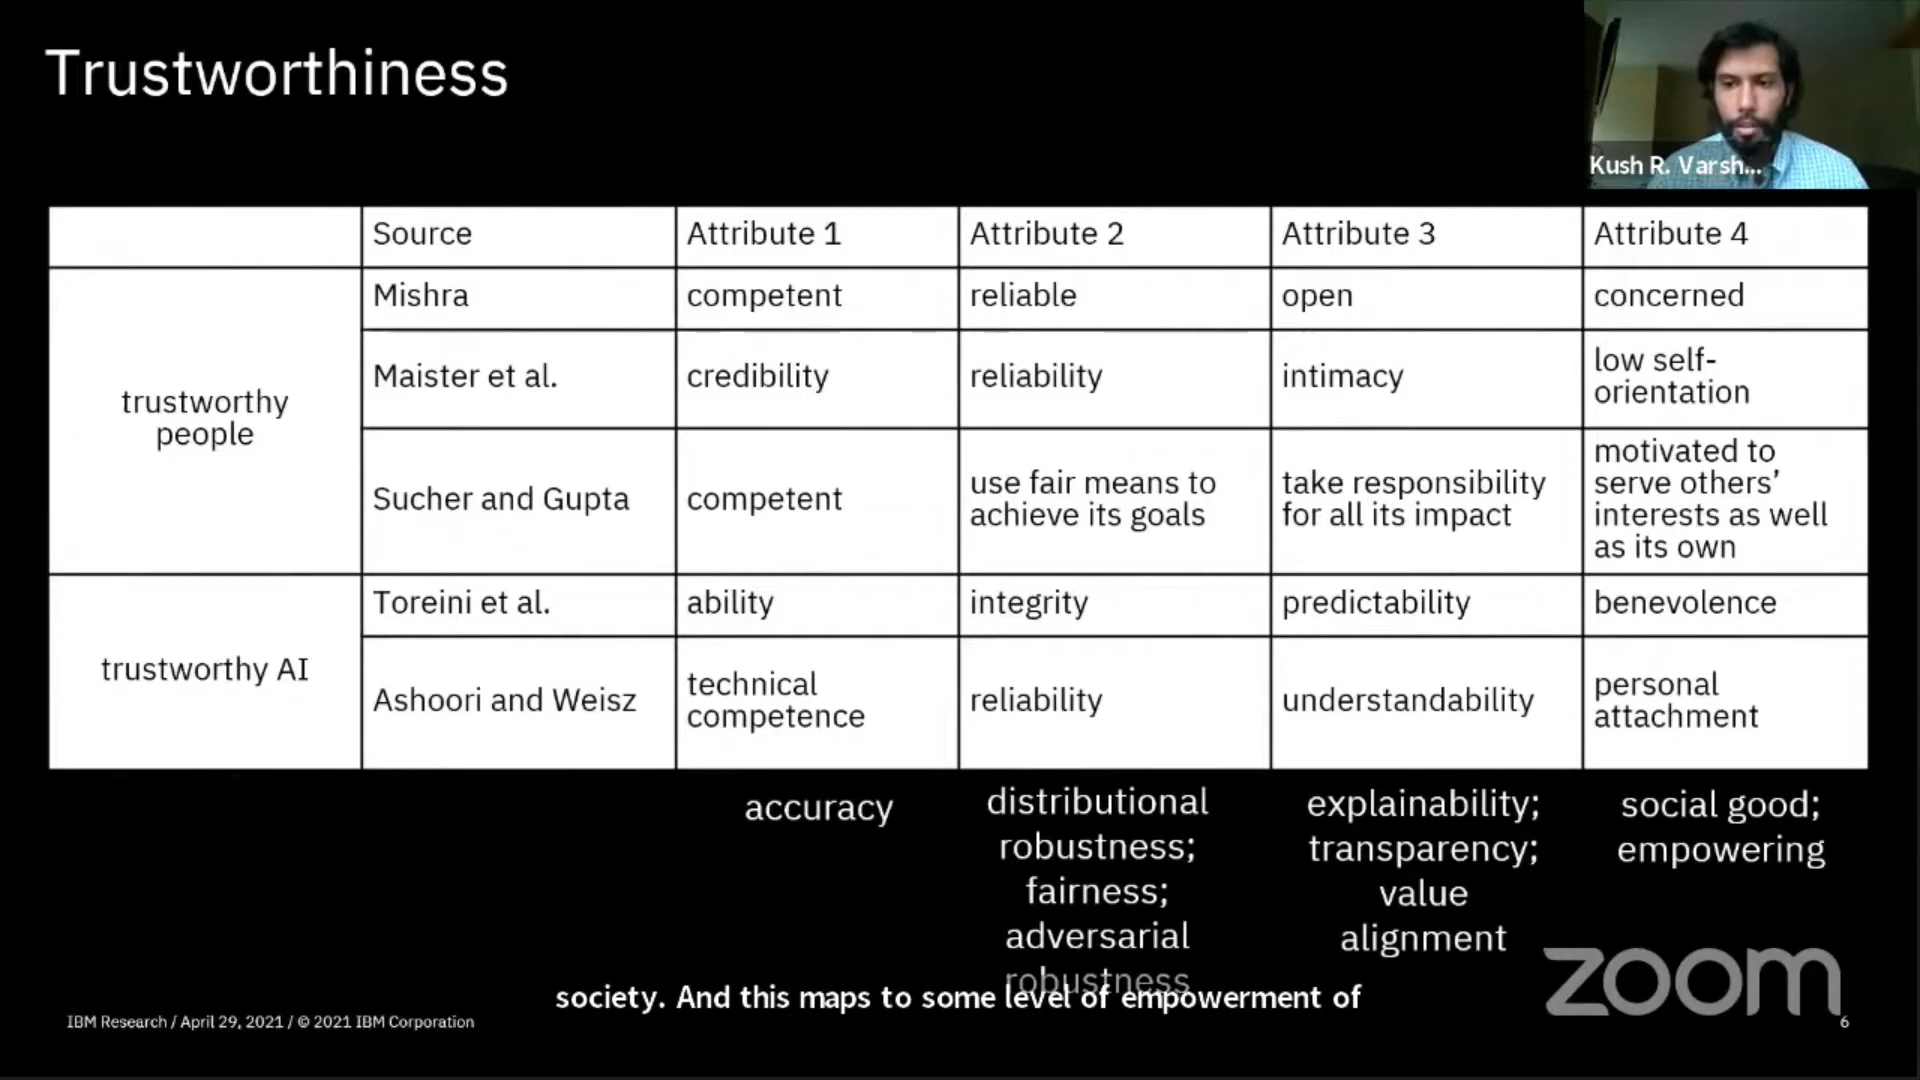 Trustworthiness
Kush R. Varsh...
Source
Attribute 1
Attribute 2
Attribute 3
Attribute 4
trustworthy
people
Mishra
competent
reliable
open
concerned
Maister et al.
credibility
reliability
intimacy
low self-
orientation
Sucher and Gupta
competent
use fair means to
achieve its goals
take responsibility
for all its impact
motivated to
serve others’
interests as well
as its own
trustworthy AI
Toreini et al.
ability
integrity
predictability
benevolence
Ashoori and Weisz
technical
competence
reliability
understandability
personal
attachment
accuracy
distributional
robustness;
fairness;
adversarial
robustness
explainability;
transparency;
value
alignment
social good;
empowering
society. And this maps to some level of empowerment of
zoom
IBM Research / April 29, 2021 / © 2021 IBM Corporation
6